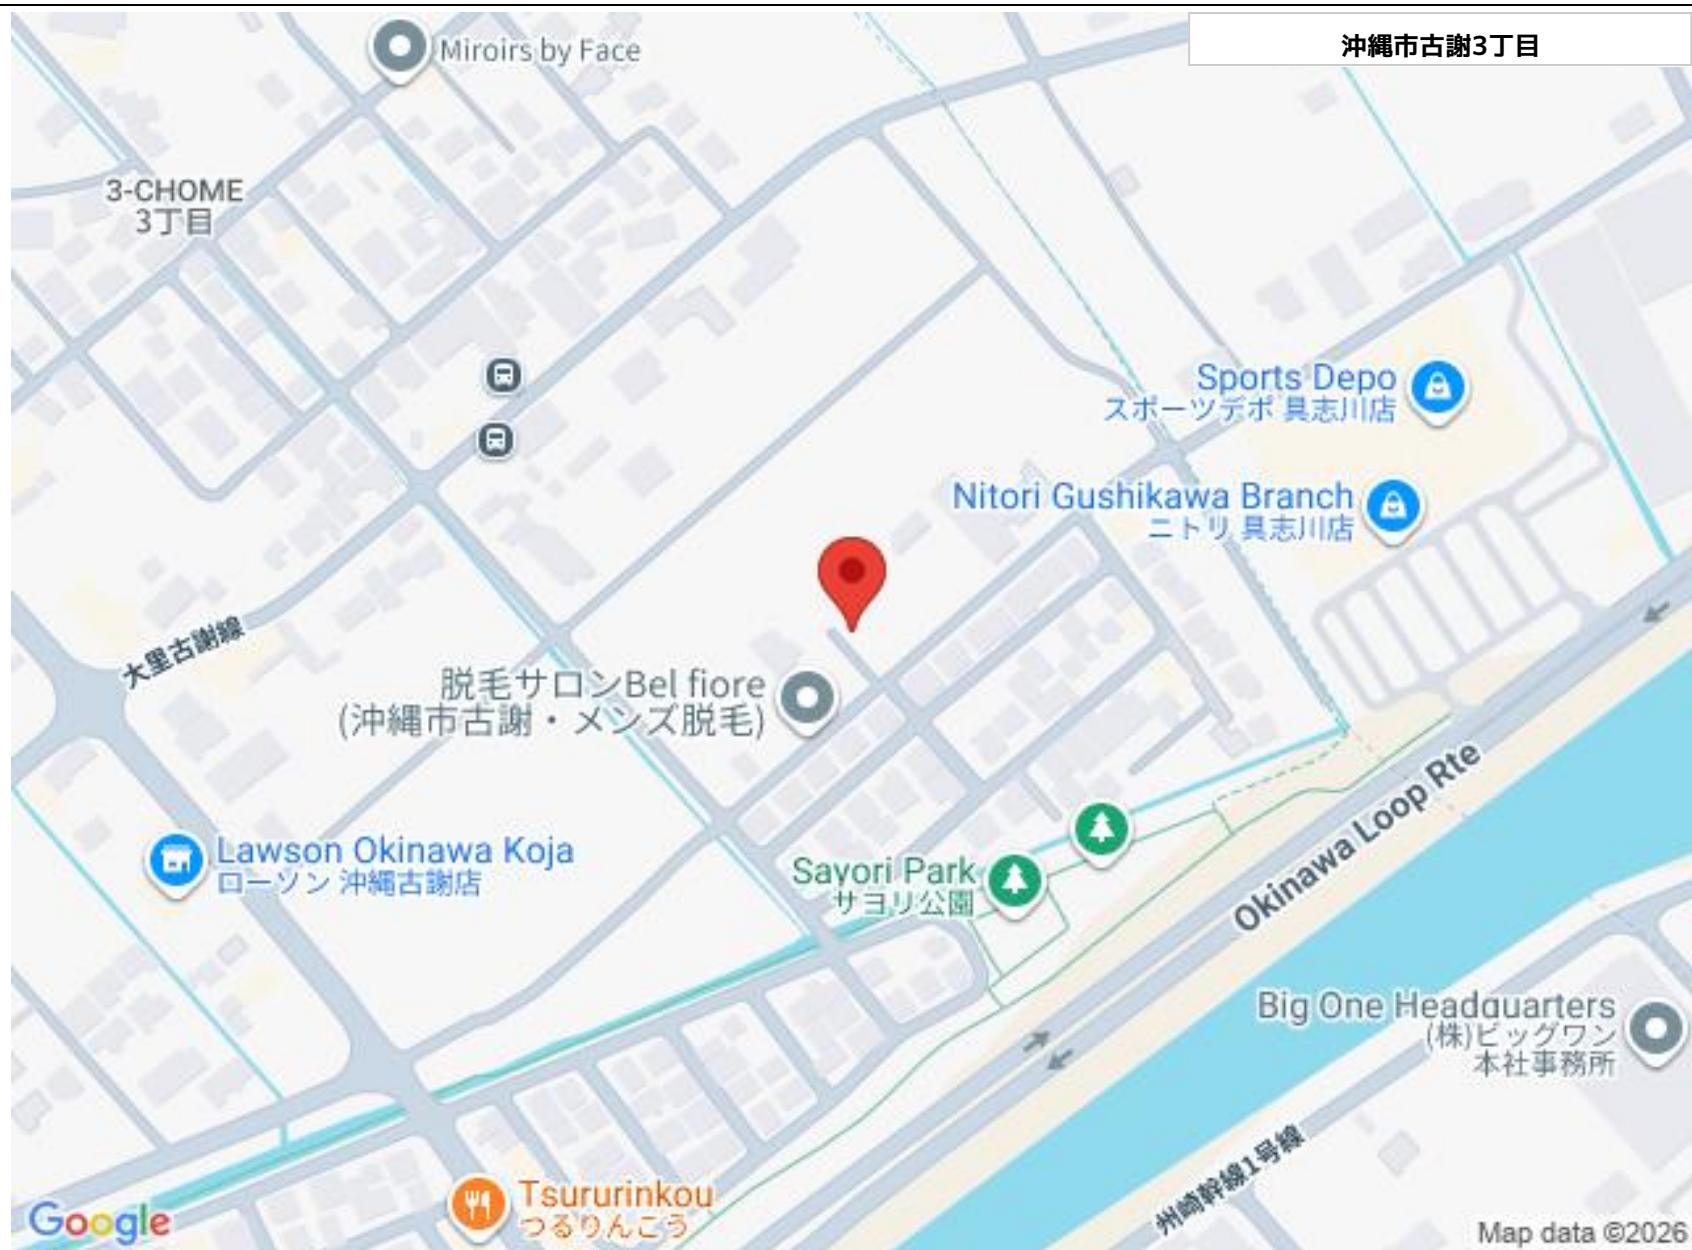 沖縄市古謝3丁目
Miroirs by Face
3-CHOME
3丁目
Sports Depo
スポーツデポ 具志川店
Nitori Gushikawa Branch
ニトリ 具志川店
大里古謝線
脱毛サロンBel fiore
(沖縄市古謝・メンズ脱毛)
Okinawa Loop Rte
Lawson Okinawa Koja
ローソン 沖縄古謝店
Sayori Park
サヨリ公園
Big One Headquarters
(株)ビッグワン
本社事務所
州崎幹線1号線
Tsururinkou
つるりんこう
Google
Map data ©2026